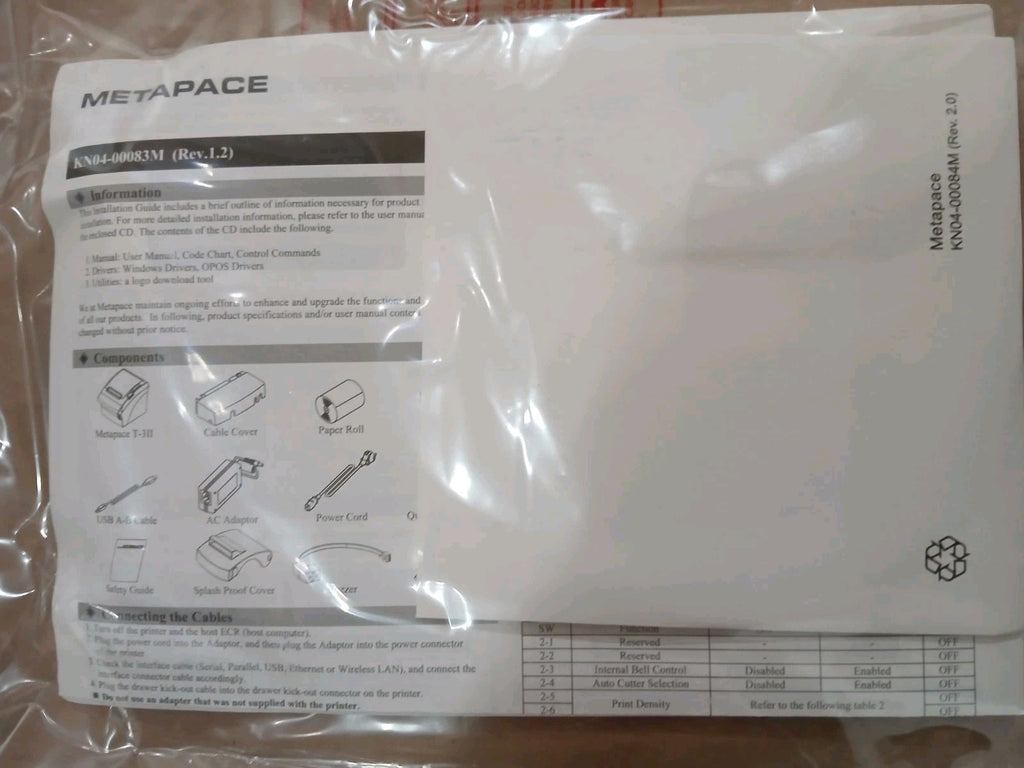 METAPACE
KN04-00083M (Rev.1.2)
Information
This Installation Guide includes a brief outline of information necessary for product
installation. For more detailed installation information, please refer to the user manua
the enclosed CD. The contents of the CD include the following.
1. Manual: User Manual, Code Chart, Control Commands
2. Drivers: Windows Drivers, OPOS Drivers
3. Utilities: a logo download tool
We at Metapace maintain ongoing efforts to enhance and upgrade the functions and
of all our products. In following, product specifications and/or user manual conten
changed without prior notice.
Components
Metapace T-3II Cable Cover Paper Roll
USB A-B Cable AC Adaptor Power Cord Qu
Safety Guide Splash Proof Cover zzer
Connecting the Cables
1. Turn off the printer and the host ECR (host computer).
2. Plug the power cord into the Adaptor, and then plug the Adaptor into the power connector
of the printer.
3. Check the interface cable (Serial, Parallel, USB, Ethernet or Wireless LAN), and connect the
interface connector cable accordingly.
4. Plug the drawer kick-out cable into the drawer kick-out connector on the printer.
Do not use an adapter that was not supplied with the printer.
SW Function
2-1 Reserved - - OFF
2-2 Reserved - - OFF
2-3 Internal Bell Control Disabled Enabled OFF
2-4 Auto Cutter Selection Disabled Enabled OFF
2-5 Print Density Refer to the following table 2 OFF
2-6 OFF
Metapace
KN04-00084M (Rev. 2.0)